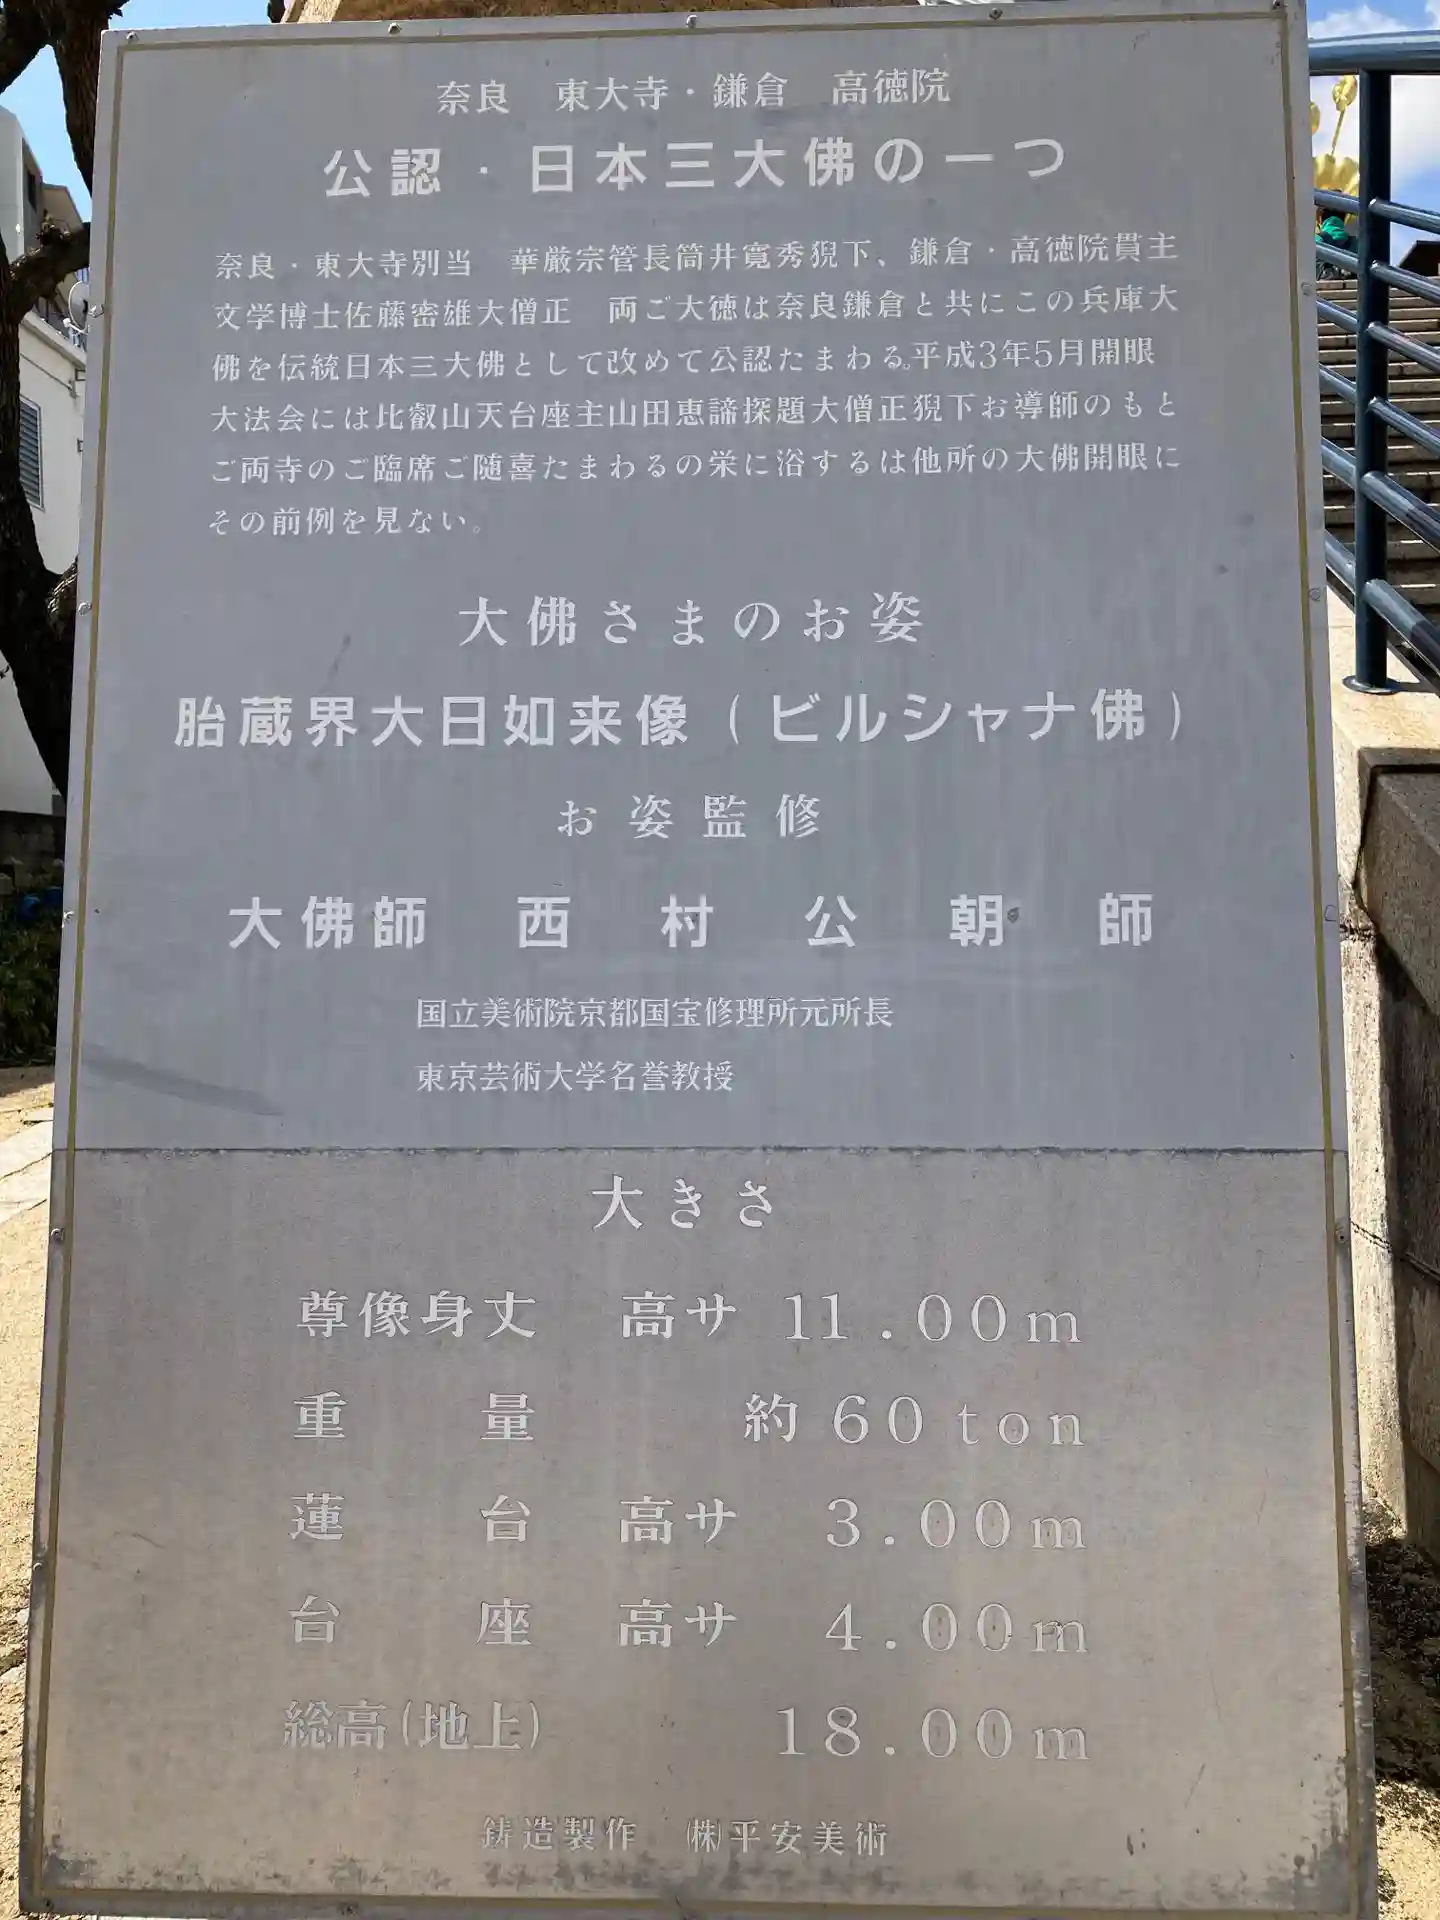 奈良　東大寺・鎌倉　高徳院
公認・日本三大佛の一つ
奈良・東大寺別当　華厳宗管長筒井寛秀猊下、鎌倉・高徳院貫主
文学博士佐藤密雄大僧正　両ご大徳は奈良鎌倉と共にこの兵庫大
佛を伝統日本三大佛として改めて公認たまわる。平成3年5月開眼
大法会には比叡山天台座主山田恵諦探題大僧正猊下お導師のもと
ご両寺のご臨席ご随喜たまわるの栄に浴するは他所の大佛開眼に
その前例を見ない。
大佛さまのお姿
胎蔵界大日如来像（ビルシャナ佛）
お姿監修
大佛師　西村公朝師
国立美術院京都国宝修理所元所長
東京芸術大学名誉教授
大きさ
尊像身丈　高サ 11.00m
重量　約 60 ton
蓮台　高サ 3.00m
台座　高サ 4.00m
総高(地上)　18.00m
鋳造製作　㈱平安美術